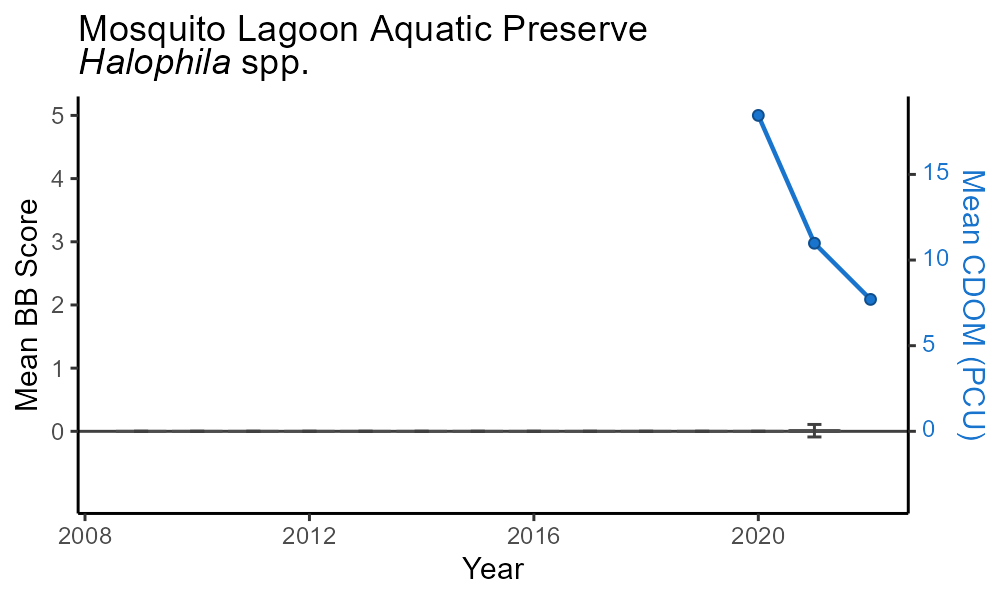 Mosquito Lagoon Aquatic Preserve
Halophila spp.
5
4
3
2
1
0
Mean BB Score
15
10
5
0
Mean CDOM (PCU)
2008 2012 2016 2020
Year